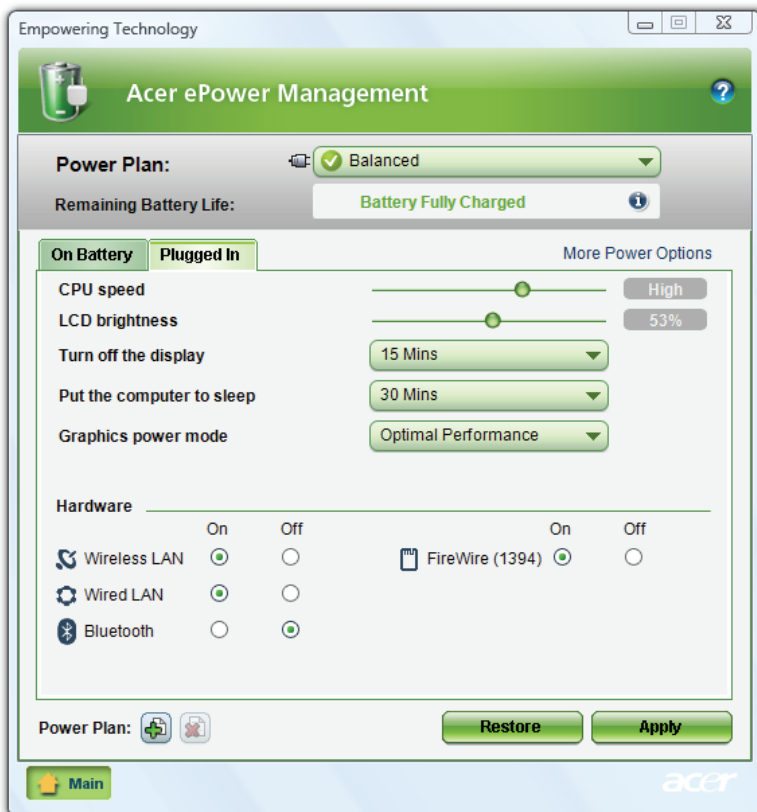 Empowering Technology
Acer ePower Management
?
Power Plan: Balanced
Remaining Battery Life: Battery Fully Charged i
On Battery Plugged In More Power Options
CPU speed High
LCD brightness 53%
Turn off the display 15 Mins
Put the computer to sleep 30 Mins
Graphics power mode Optimal Performance
Hardware
On Off On Off
Wireless LAN FireWire (1394)
Wired LAN
Bluetooth
Power Plan: Restore Apply
Main acer